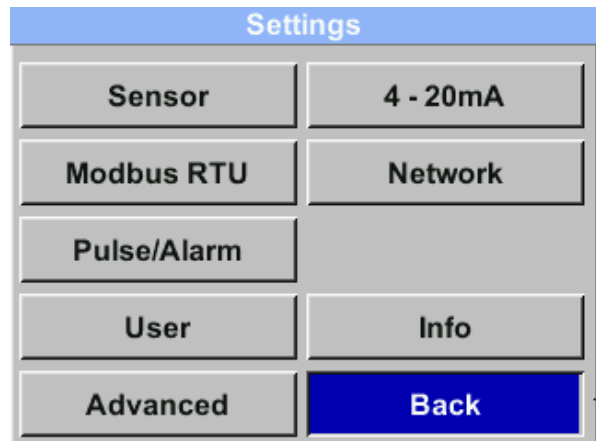 Settings
Sensor
4 - 20mA
Modbus RTU
Network
Pulse/Alarm
User
Info
Advanced
Back